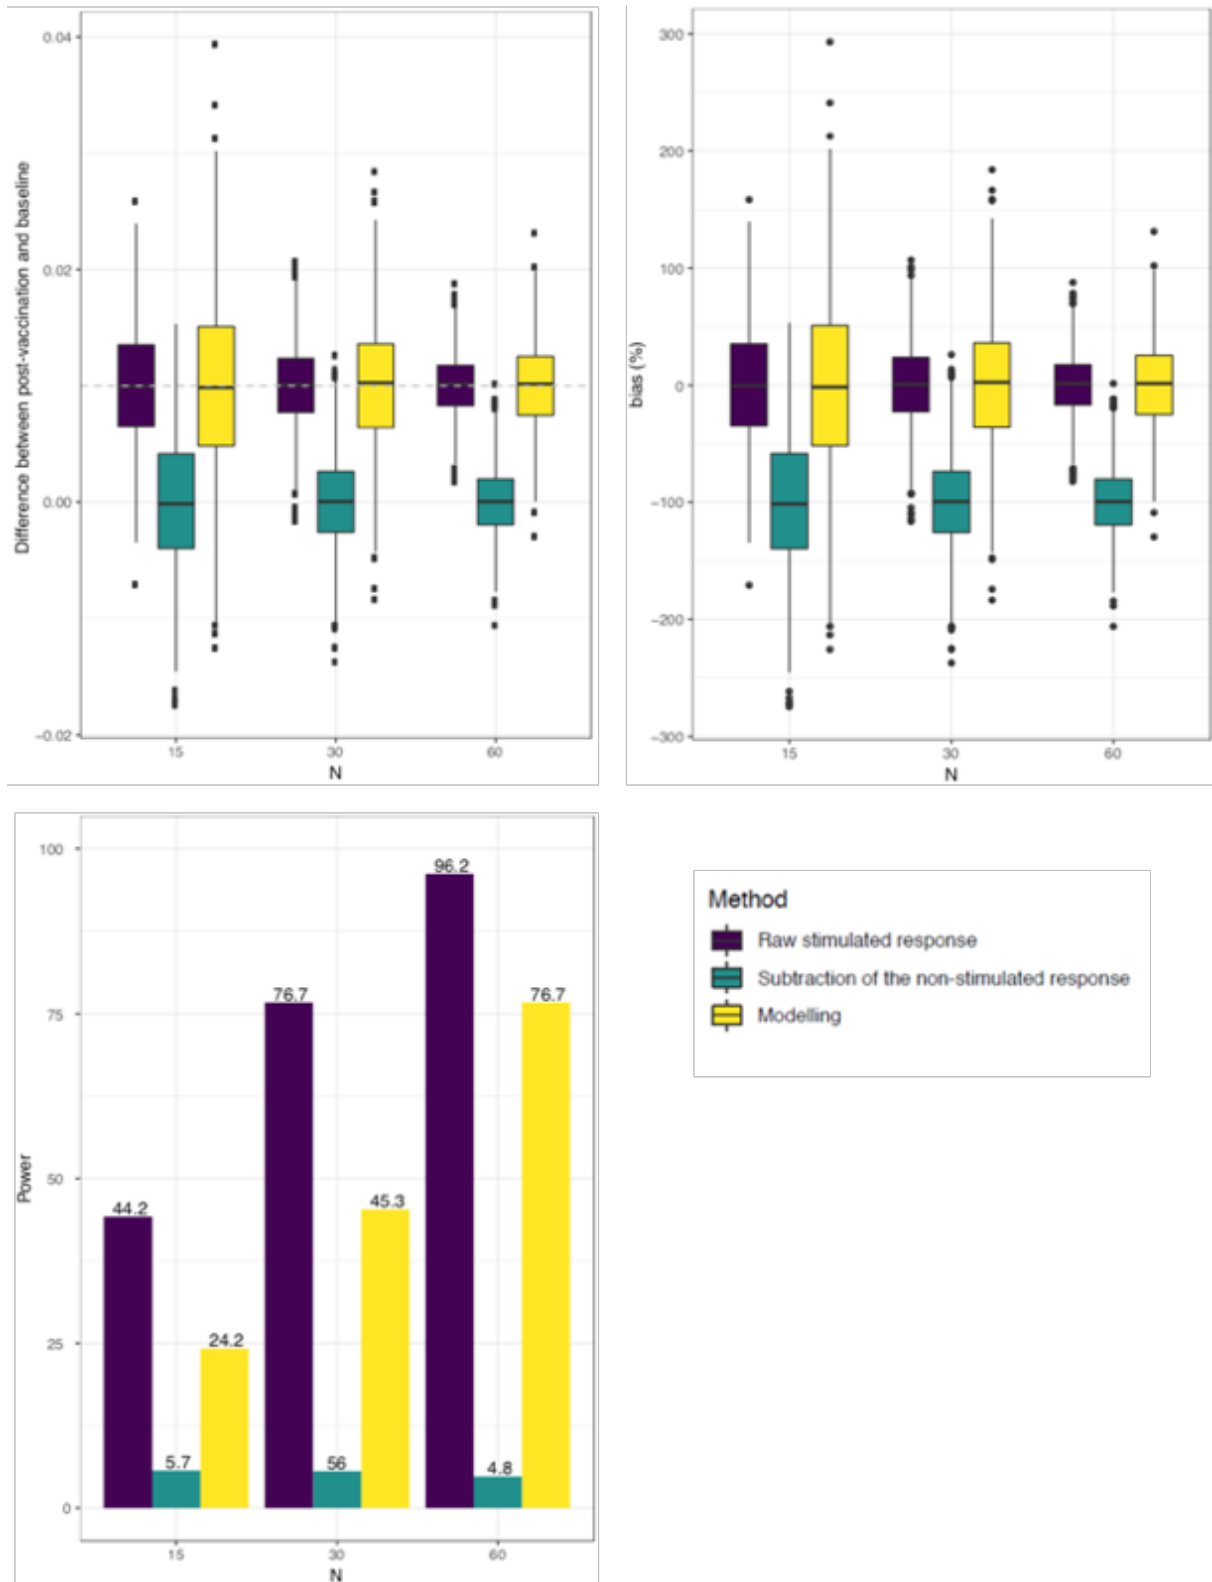 Difference between post-vaccination and baseline
0.04
0.02
0.00
−0.02
15 30 60
N
bias (%)
300
200
100
0
−100
−200
−300
15 30 60
N
Power
100
75
50
25
0
44.2
5.7
24.2
76.7
56
45.3
96.2
4.8
76.7
15 30 60
N
Method
Raw stimulated response
Subtraction of the non-stimulated response
Modelling